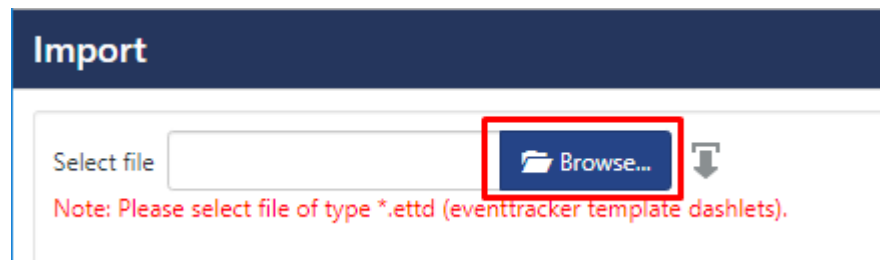 Import
Select file Browse...
Note: Please select file of type *.ettd (eventtracker template dashlets).